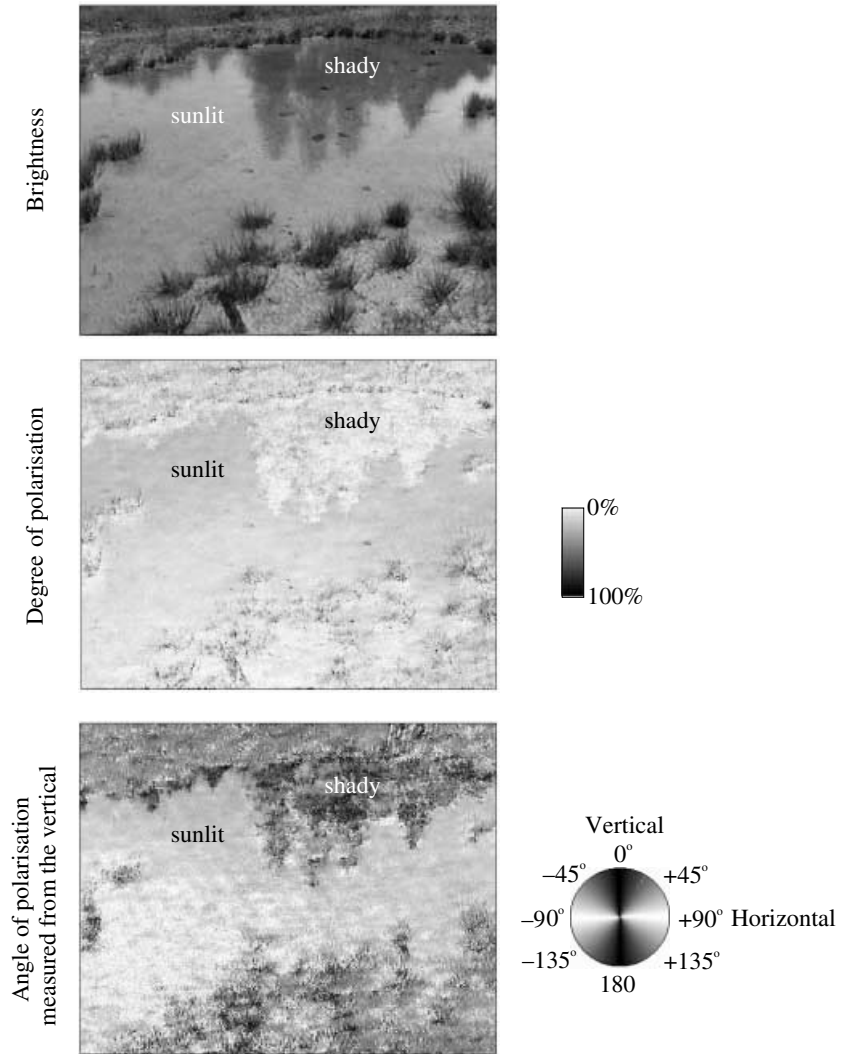 Brightness
shady
sunlit
Degree of polarisation
shady
sunlit
0%
100%
Angle of polarisation
measured from the vertical
shady
sunlit
Vertical
0°
–45° +45°
–90° +90° Horizontal
–135° +135°
180